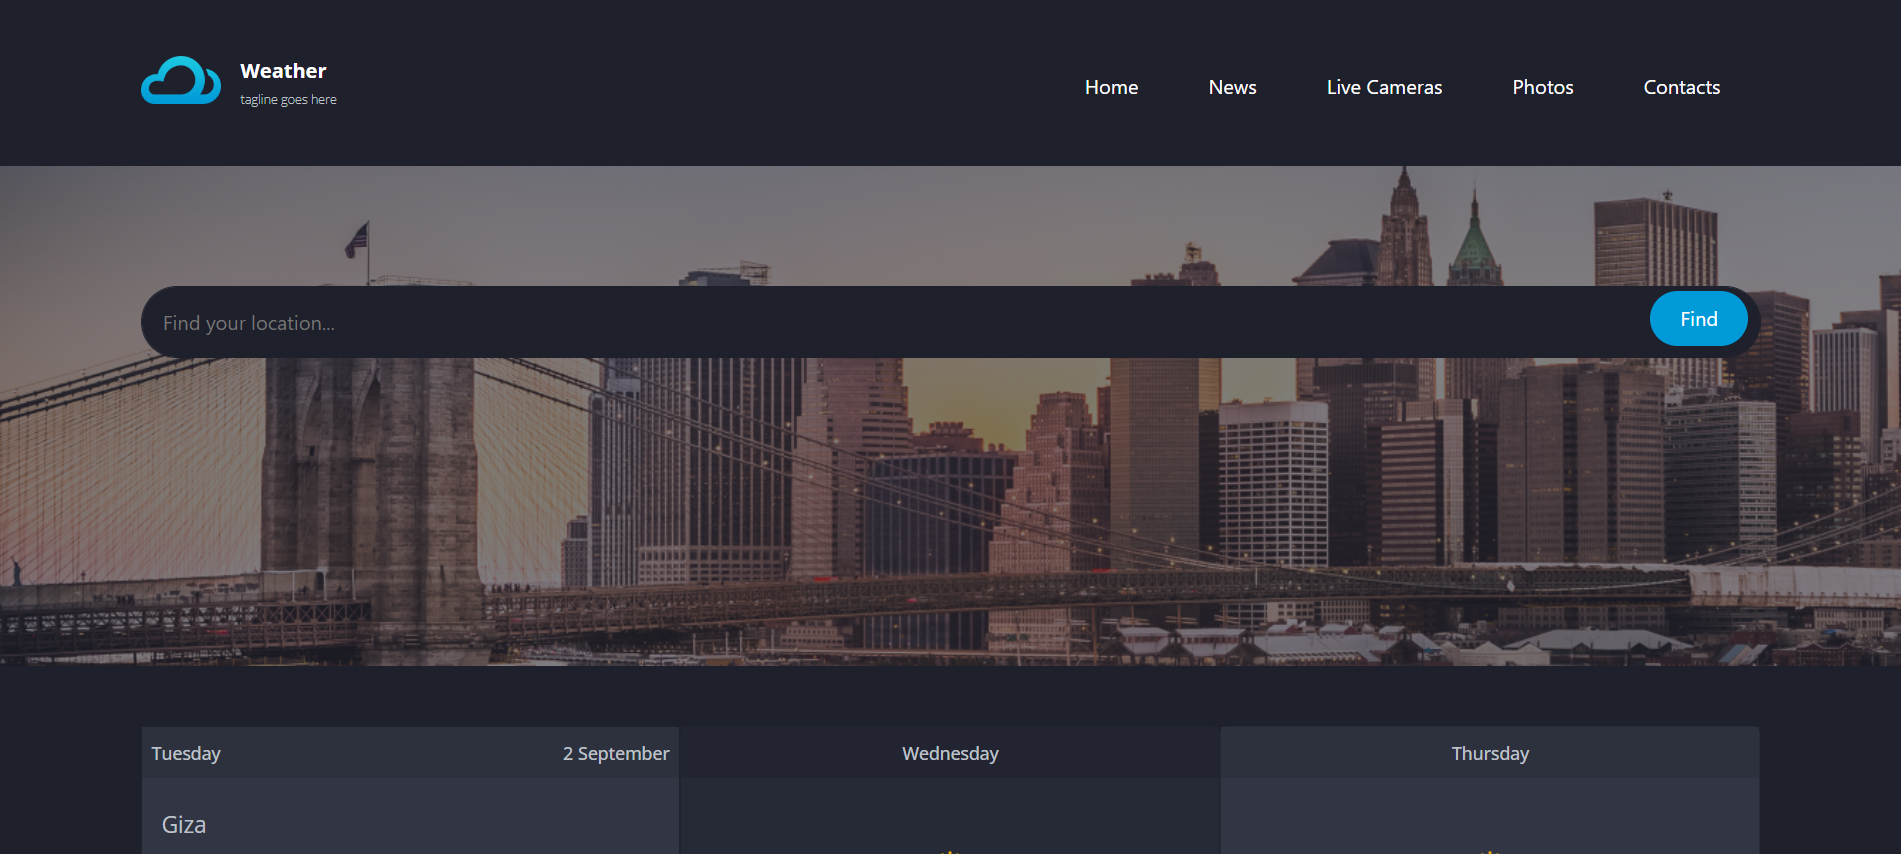 Weather
tagline goes here
Home News Live Cameras Photos Contacts
Find your location...
Find
Tuesday 2 September Wednesday Thursday
Giza